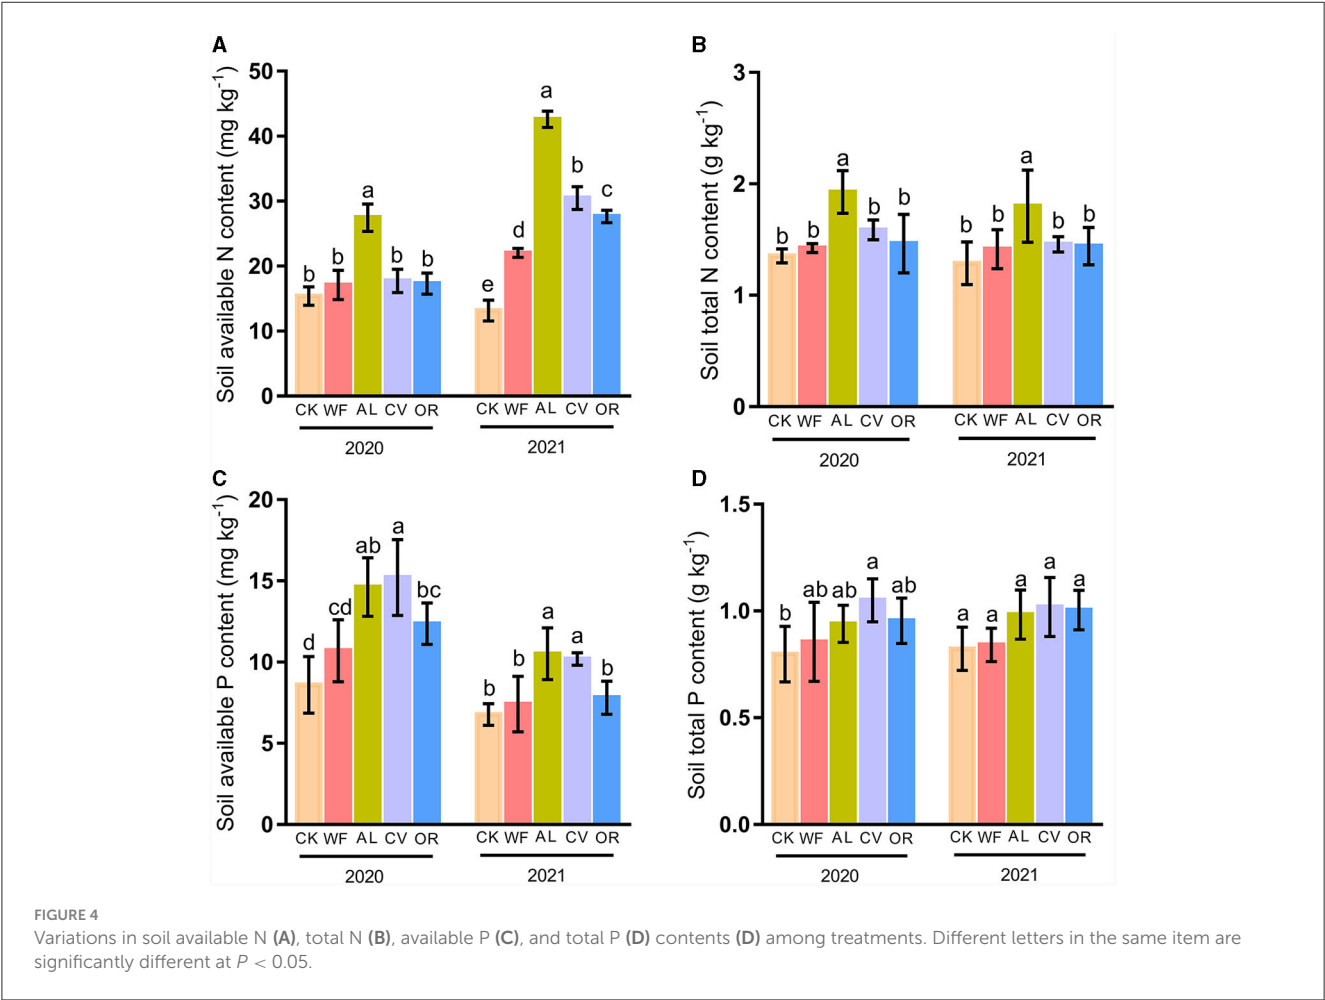 A
Soil available N content (mg kg-1)
50
40
30
20
10
0
b b a b b
e d a b c
CK WF AL CV OR
CK WF AL CV OR
2020
2021
B
Soil total N content (g kg-1)
3
2
1
0
b b a b b
b b a b b
CK WF AL CV OR
CK WF AL CV OR
2020
2021
C
Soil available P content (mg kg-1)
20
15
10
5
0
d cd ab a bc
b b a a b
CK WF AL CV OR
CK WF AL CV OR
2020
2021
D
Soil total P content (g kg-1)
1.5
1.0
0.5
0.0
b ab ab a ab
a a a a a
CK WF AL CV OR
CK WF AL CV OR
2020
2021
FIGURE 4
Variations in soil available N (A), total N (B), available P (C), and total P (D) contents (D) among treatments. Different letters in the same item are
significantly different at P < 0.05.